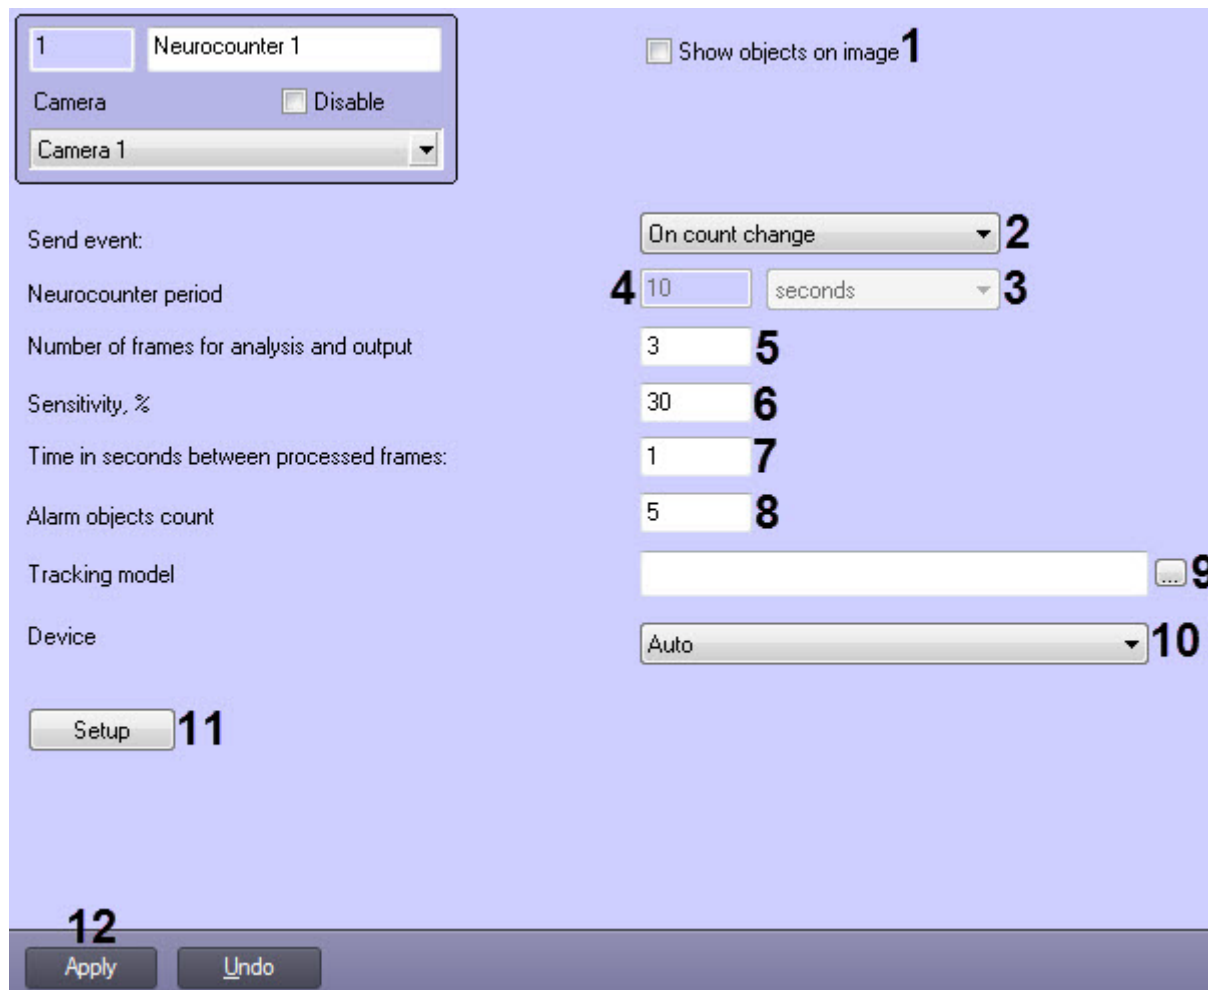 1 Neurocounter 1
Show objects on image 1
Camera Disable
Camera 1
Send event: On count change 2
Neurocounter period 4 10 seconds 3
Number of frames for analysis and output 3 5
Sensitivity, % 30 6
Time in seconds between processed frames: 1 7
Alarm objects count 5 8
Tracking model ... 9
Device Auto 10
Setup 11
12
Apply Undo